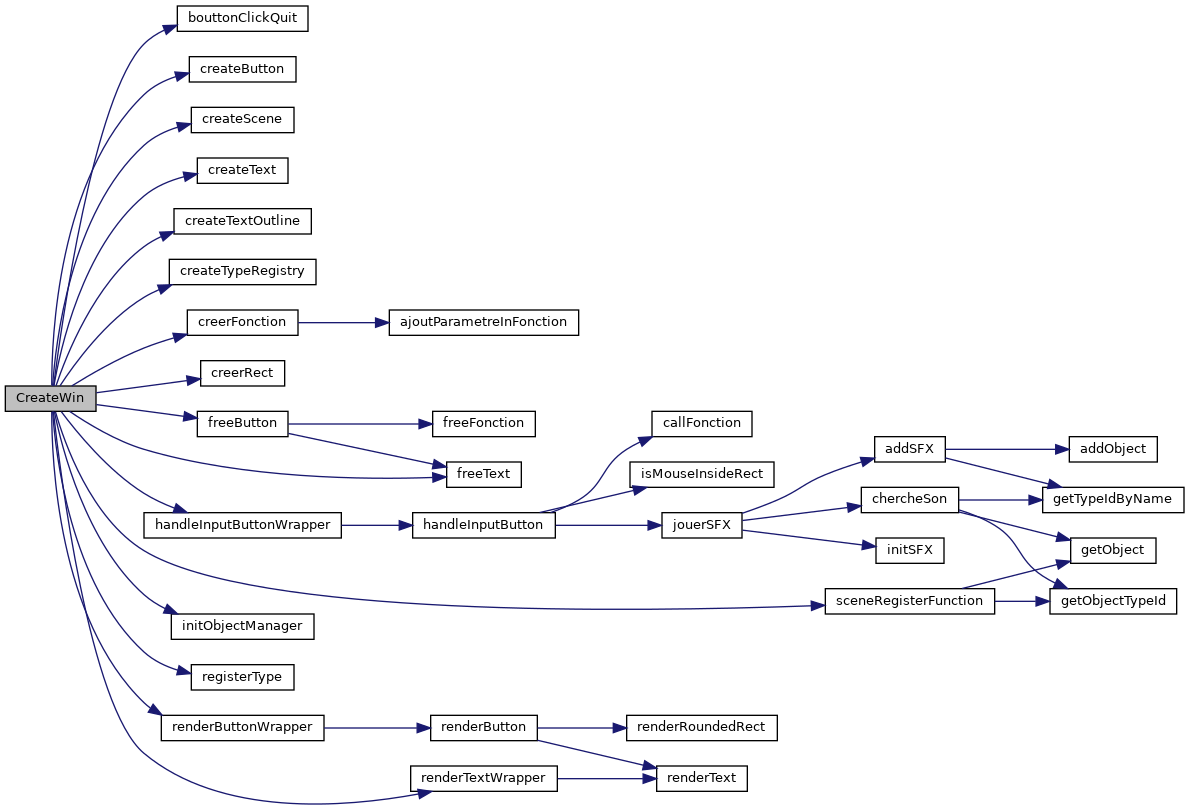 bouttonClickQuit
createButton
createScene
createText
createTextOutline
createTypeRegistry
creerFonction
ajoutParametreInFonction
creerRect
CreateWin
freeButton
freeFonction
callFonction
addSFX
addObject
freeText
isMouseInsideRect
chercheSon
getTypeIdByName
handleInputButtonWrapper
handleInputButton
jouerSFX
initSFX
getObject
sceneRegisterFunction
getObjectTypeId
initObjectManager
registerType
renderButtonWrapper
renderButton
renderRoundedRect
renderTextWrapper
renderText